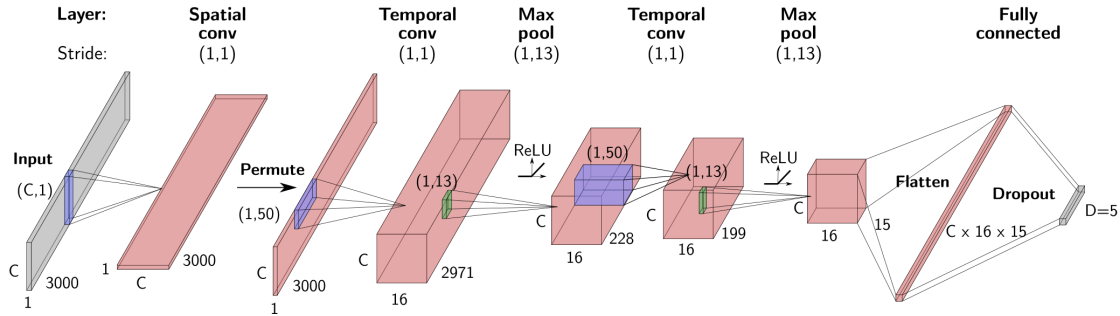 Layer: Spatial conv Temporal conv Max pool Temporal conv Max pool Fully connected
Stride: (1,1) (1,1) (1,13) (1,1) (1,13)
Input
(C,1)
C
1
3000
1
C
3000
Permute
(1,50)
C
1
3000
(1,13)
C
16
2971
ReLU
(1,50)
C
16
228
(1,13)
C
16
199
ReLU
C
16
15
Flatten
C × 16 × 15
Dropout
D=5